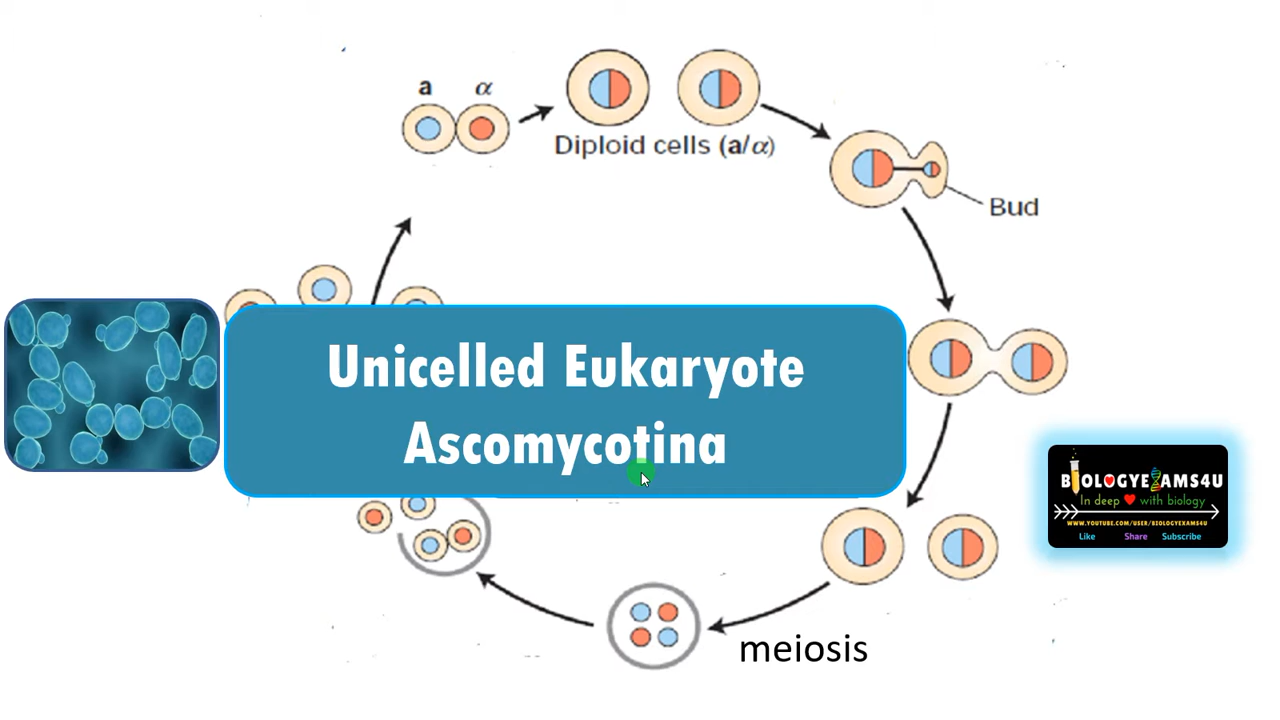 a α
Diploid cells (a/α)
Bud
Unicelled Eukaryote
Ascomycotina
BIOLOGYEXAMS4U
In deep ❤ with biology
WWW.YOUTUBE.COM/USER/BIOLOGYEXAMS4U
Like Share Subscribe
meiosis